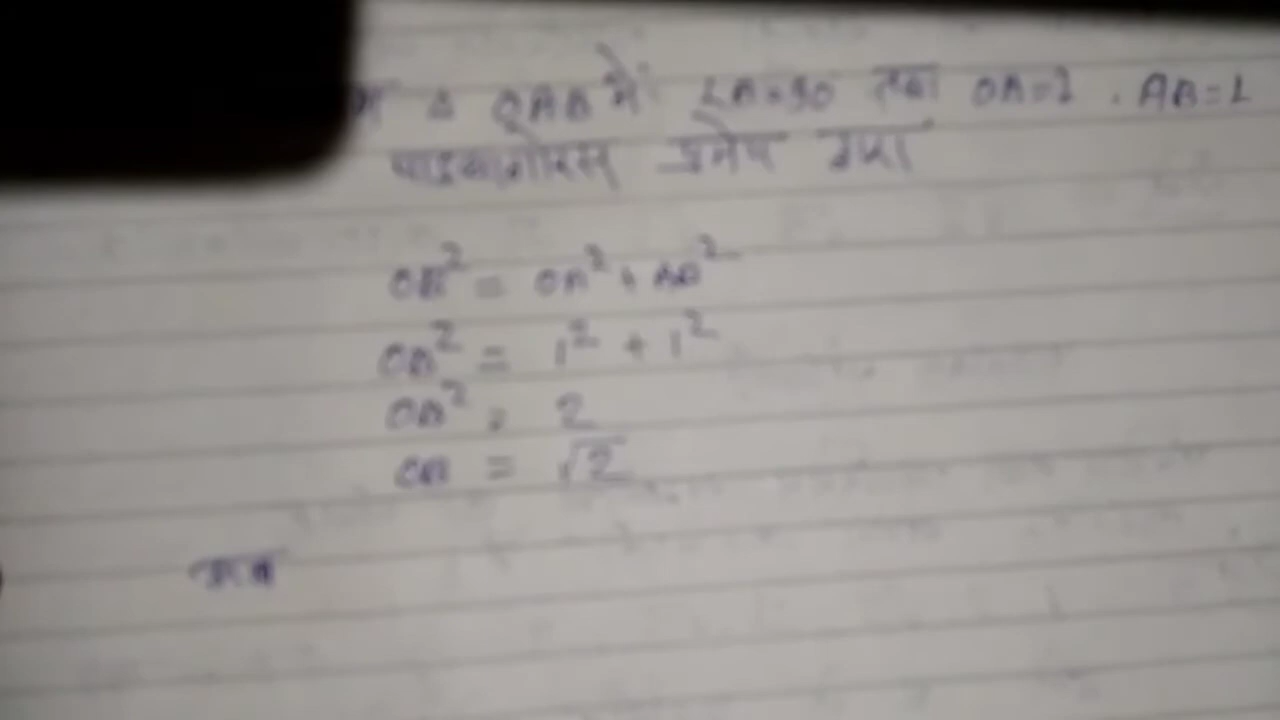 Δ OAB में ∠A=90 तथा OA=1 . AB=1
पाइथागोरस प्रमेय द्वारा
OB² = OA² + AB²
OB² = 1² + 1²
OB² = 2
OB = √2
अब